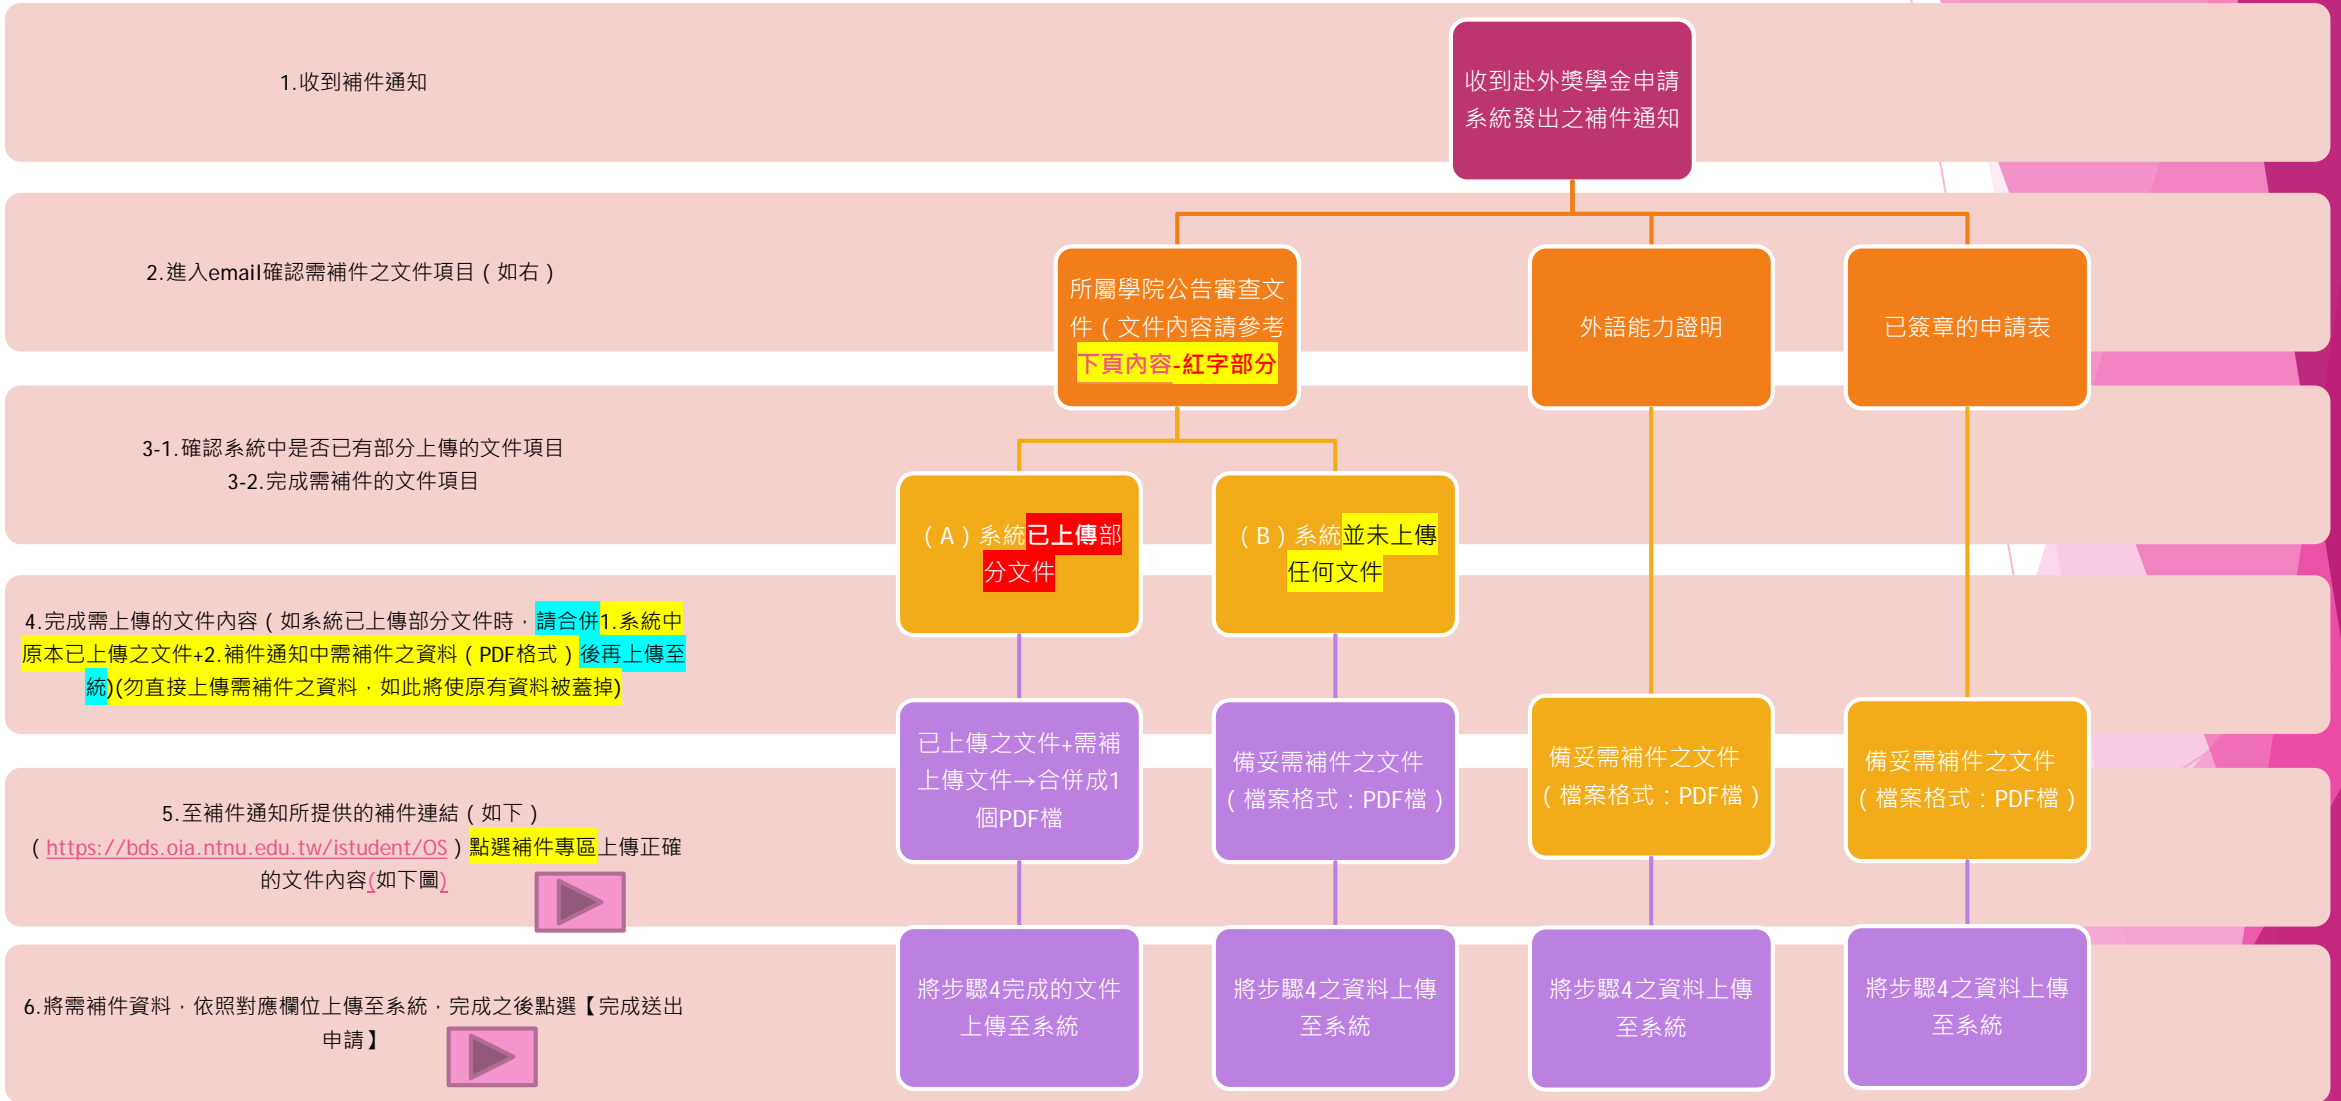 1.收到補件通知
收到赴外獎學金申請
系統發出之補件通知
2.進入email確認需補件之文件項目（如右）
所屬學院公告審查文
件（文件內容請參考
下頁內容-紅字部分
外語能力證明
已簽章的申請表
3-1.確認系統中是否已有部分上傳的文件項目
3-2.完成需補件的文件項目
（A）系統已上傳部
分文件
（B）系統並未上傳
任何文件
4.完成需上傳的文件內容（如系統已上傳部分文件時，請合併1.系統中
原本已上傳之文件+2.補件通知中需補件之資料（PDF格式）後再上傳至
統)(勿直接上傳需補件之資料，如此將使原有資料被蓋掉)
已上傳之文件+需補
上傳文件→合併成1
個PDF檔
備妥需補件之文件
（檔案格式：PDF檔）
備妥需補件之文件
（檔案格式：PDF檔）
備妥需補件之文件
（檔案格式：PDF檔）
5.至補件通知所提供的補件連結（如下）
（https://bds.oia.ntnu.edu.tw/istudent/OS）點選補件專區上傳正確
的文件內容(如下圖)
6.將需補件資料，依照對應欄位上傳至系統，完成之後點選【完成送出
申請】
將步驟4完成的文件
上傳至系統
將步驟4之資料上傳
至系統
將步驟4之資料上傳
至系統
將步驟4之資料上傳
至系統